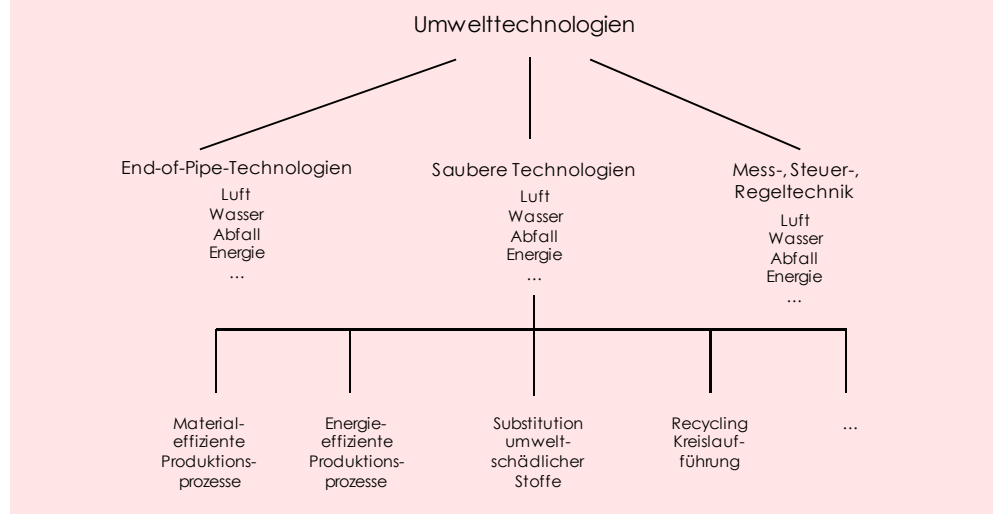 Umwelttechnologien
End-of-Pipe-Technologien
Luft
Wasser
Abfall
Energie
...
Saubere Technologien
Luft
Wasser
Abfall
Energie
...
Mess-, Steuer-,
Regeltechnik
Luft
Wasser
Abfall
Energie
...
Material-
effiziente
Produktions-
prozesse
Energie-
effiziente
Produktions-
prozesse
Substitution
umwelt-
schädlicher
Stoffe
Recycling
Kreislauf-
führung
...